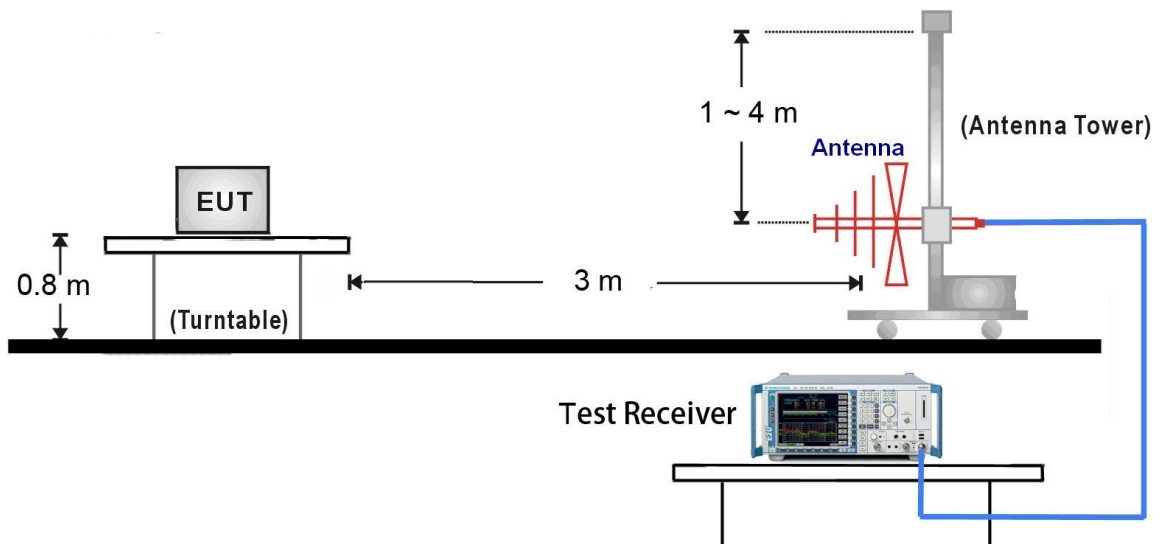 1 ~ 4 m
(Antenna Tower)
Antenna
EUT
0.8 m
3 m
(Turntable)
Test Receiver